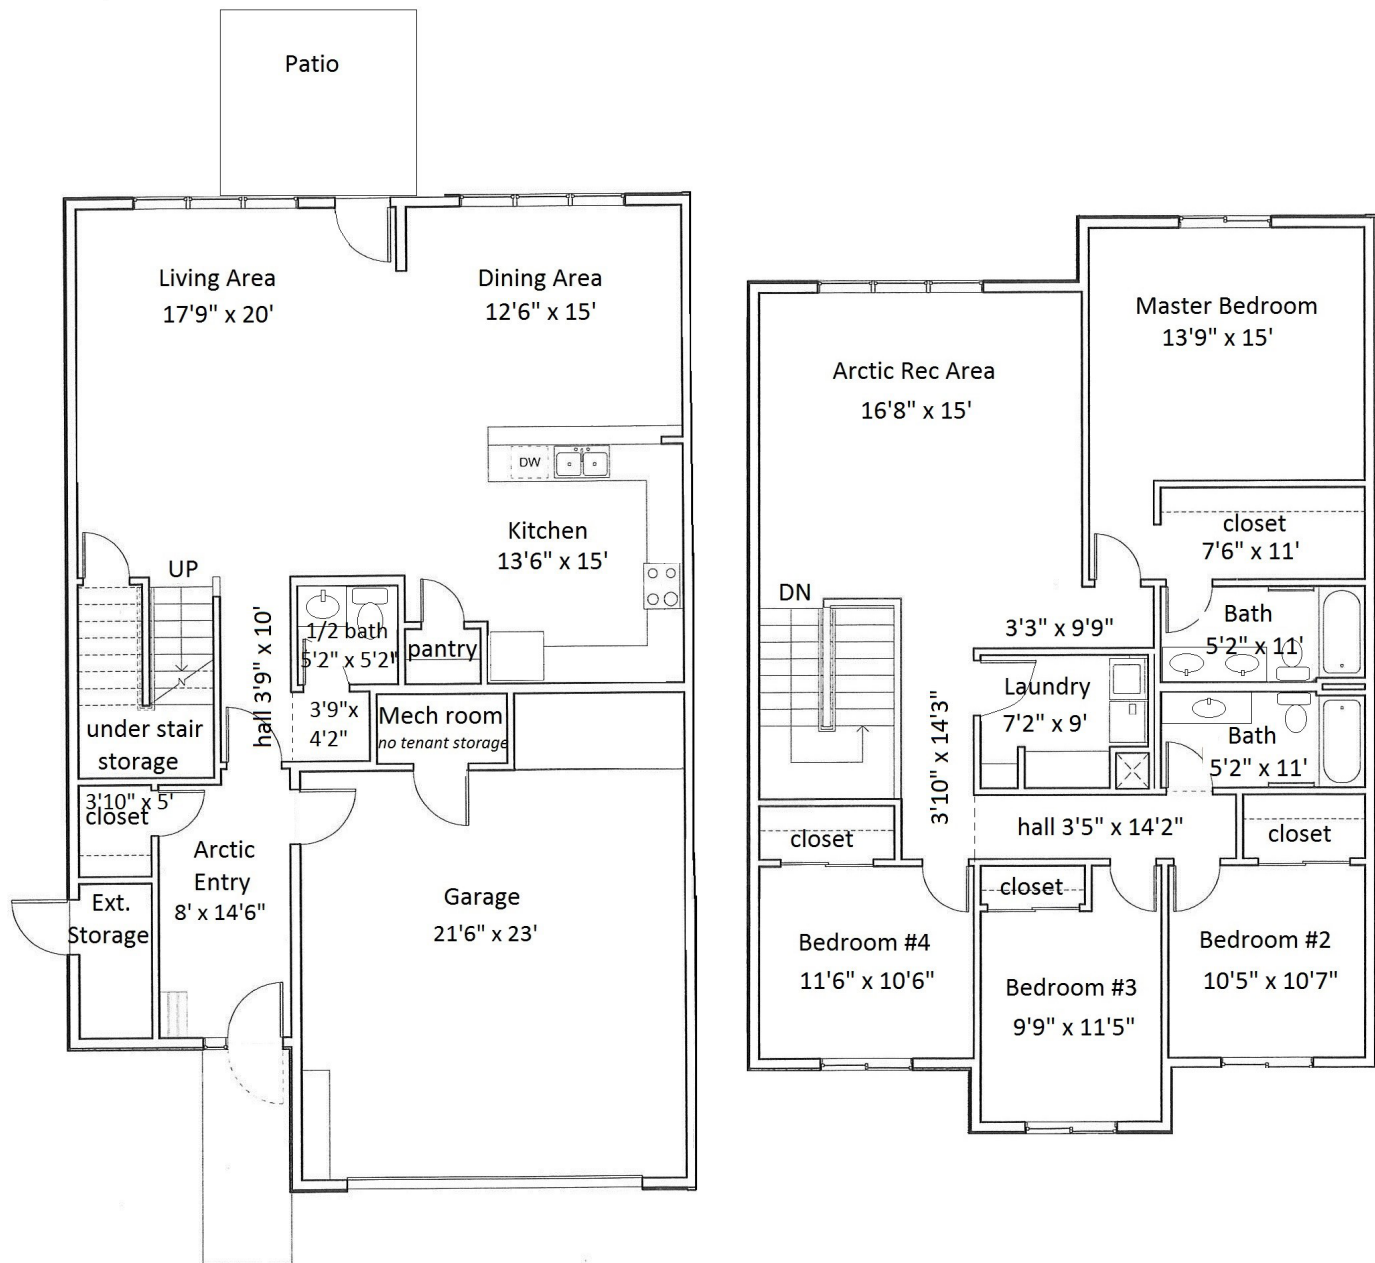 Patio
Living Area
17'9" x 20'
Dining Area
12'6" x 15'
DW
Kitchen
13'6" x 15'
UP
N
hall 3'9" x 10'
1/2 bath
5'2" x 5'2"
pantry
3'9"x
4'2"
Mech room
no tenant storage
under stair
storage
3'10" x 5'
closet
Arctic
Entry
8' x 14'6"
Ext.
Storage
Garage
21'6" x 23'
Master Bedroom
13'9" x 15'
Arctic Rec Area
16'8" x 15'
closet
7'6" x 11'
DN
Bath
5'2" x 11'
3'3" x 9'9"
Laundry
7'2" x 9'
3'10" x 14'3"
Bath
5'2" x 11'
hall 3'5" x 14'2"
closet
closet
closet
Bedroom #4
11'6" x 10'6"
Bedroom #3
9'9" x 11'5"
Bedroom #2
10'5" x 10'7"